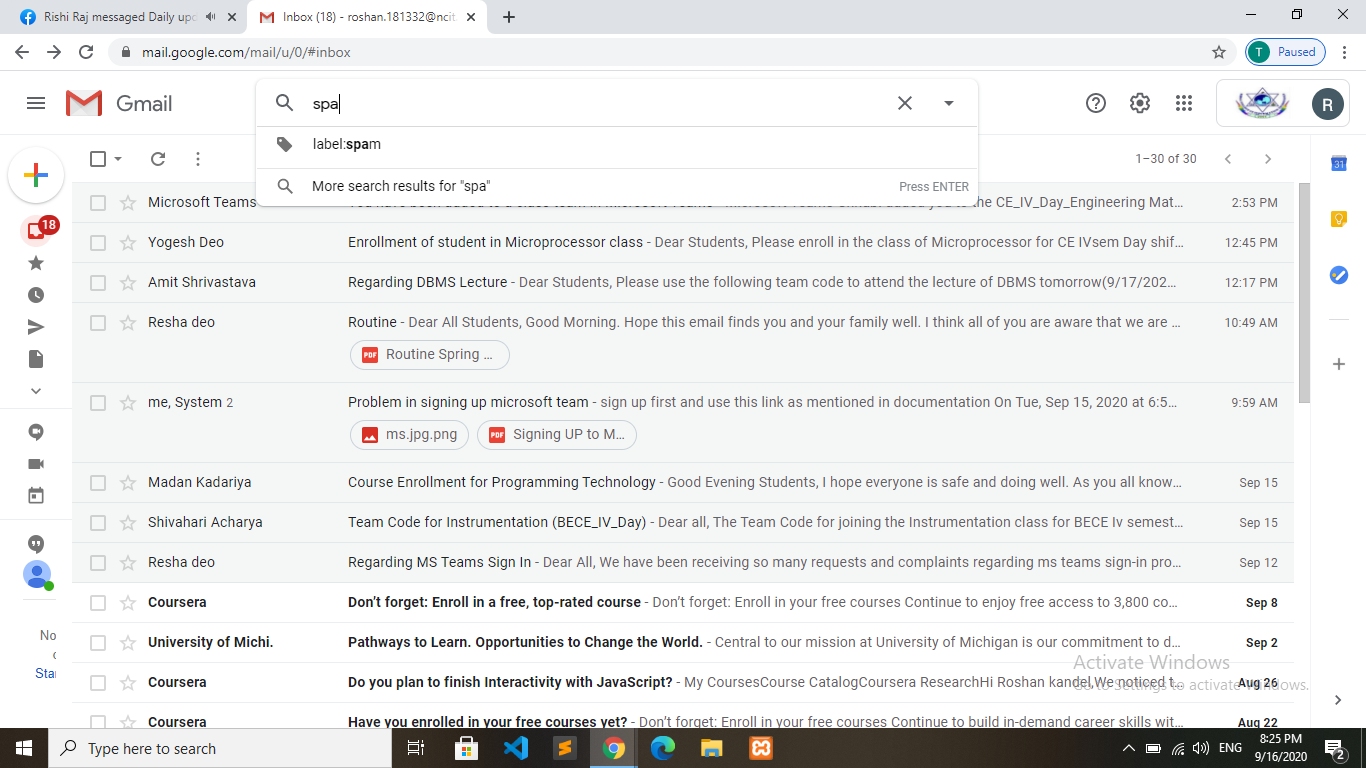 Rishi Raj messaged Daily upd
Inbox (18) - roshan.181332@ncit.
mail.google.com/mail/u/0/#inbox
T Paused
Gmail
spa
R
label:spam
More search results for "spa" Press ENTER
1–30 of 30
31
18
Microsoft Teams 2:53 PM
the CE_IV_Day_Engineering Mat...
Yogesh Deo Enrollment of student in Microprocessor class - Dear Students, Please enroll in the class of Microprocessor for CE IVsem Day shif... 12:45 PM
Amit Shrivastava Regarding DBMS Lecture - Dear Students, Please use the following team code to attend the lecture of DBMS tomorrow(9/17/202... 12:17 PM
Resha deo Routine - Dear All Students, Good Morning. Hope this email finds you and your family well. I think all of you are aware that we are ... 10:49 AM
PDF Routine Spring ...
me, System 2 Problem in signing up microsoft team - sign up first and use this link as mentioned in documentation On Tue, Sep 15, 2020 at 6:5... 9:59 AM
ms.jpg.png PDF Signing UP to M...
Madan Kadariya Course Enrollment for Programming Technology - Good Evening Students, I hope everyone is safe and doing well. As you all know... Sep 15
Shivahari Acharya Team Code for Instrumentation (BECE_IV_Day) - Dear all, The Team Code for joining the Instrumentation class for BECE Iv semest... Sep 15
Resha deo Regarding MS Teams Sign In - Dear All, We have been receiving so many requests and complaints regarding ms teams sign-in pro... Sep 12
Coursera Don't forget: Enroll in a free, top-rated course - Don't forget: Enroll in your free courses Continue to enjoy free access to 3,800 co... Sep 8
University of Michi. Pathways to Learn. Opportunities to Change the World. - Central to our mission at University of Michigan is our commitment to d... Sep 2
No
c
Sta
Coursera Do you plan to finish Interactivity with JavaScript? - My CoursesCourse CatalogCoursera ResearchHi Roshan kandel,We noticed t... Aug 26
Coursera Have you enrolled in your free courses yet? - Don't forget: Enroll in your free courses Continue to build in-demand career skills wit... Aug 22
Activate Windows
Go to Settings to activate Windows.
Type here to search
ENG
8:25 PM
9/16/2020
2